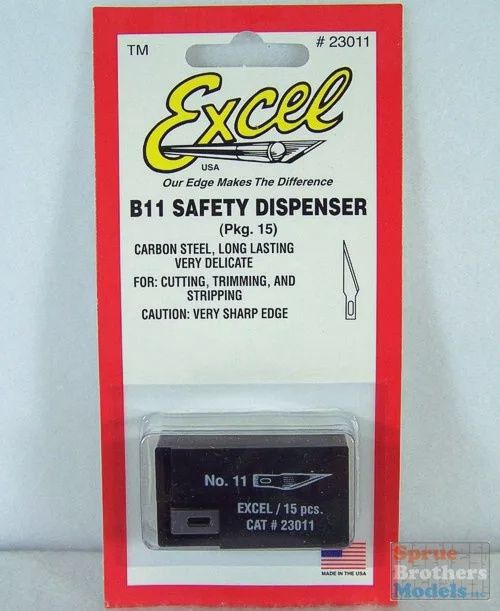 TM # 23011
Excel
USA
Our Edge Makes The Difference
B11 SAFETY DISPENSER
(Pkg. 15)
CARBON STEEL, LONG LASTING
VERY DELICATE
FOR: CUTTING, TRIMMING, AND
STRIPPING
CAUTION: VERY SHARP EDGE
No. 11
EXCEL / 15 pcs.
CAT # 23011
MADE IN THE USA
Sprue
Brothers
Models LLC